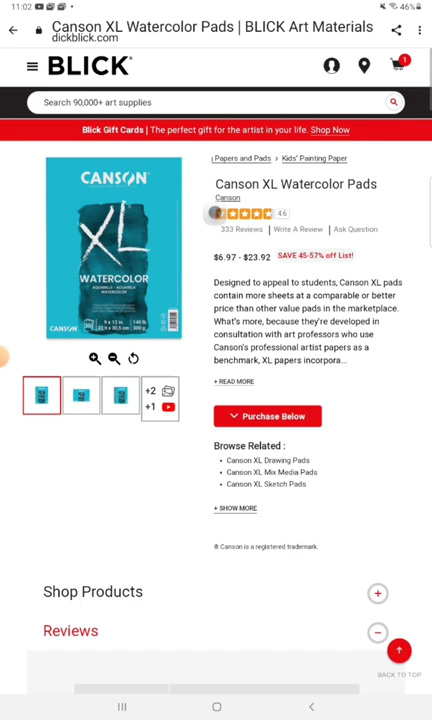 11:02
46%
Canson XL Watercolor Pads | BLICK Art Materials
dickblick.com
BLICK
1
Search 90,000+ art supplies
Blick Gift Cards | The perfect gift for the artist in your life. Shop Now
Papers and Pads > Kids' Painting Paper
CANSON
XL
WATERCOLOR
9 x 12 in
140 lb
300 g
CANSON
Canson XL Watercolor Pads
Canson
4.6
333 Reviews | Write A Review | Ask Question
$6.97 - $23.92 SAVE 45-57% off List!
Designed to appeal to students, Canson XL pads
contain more sheets at a comparable or better
price than other value pads in the marketplace.
What's more, because they're developed in
consultation with art professors who use
Canson's professional artist papers as a
benchmark, XL papers incorpora...
+ READ MORE
+2
+1
Purchase Below
Browse Related :
• Canson XL Drawing Pads
• Canson XL Mix Media Pads
• Canson XL Sketch Pads
+ SHOW MORE
® Canson is a registered trademark.
Shop Products
Reviews
BACK TO TOP